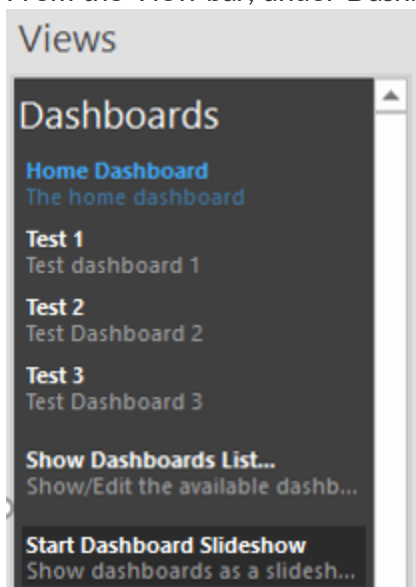 Views
Dashboards
Home Dashboard
The home dashboard
Test 1
Test dashboard 1
Test 2
Test Dashboard 2
Test 3
Test Dashboard 3
Show Dashboards List...
Show/Edit the available dashb...
Start Dashboard Slideshow
Show dashboards as a slidesh...